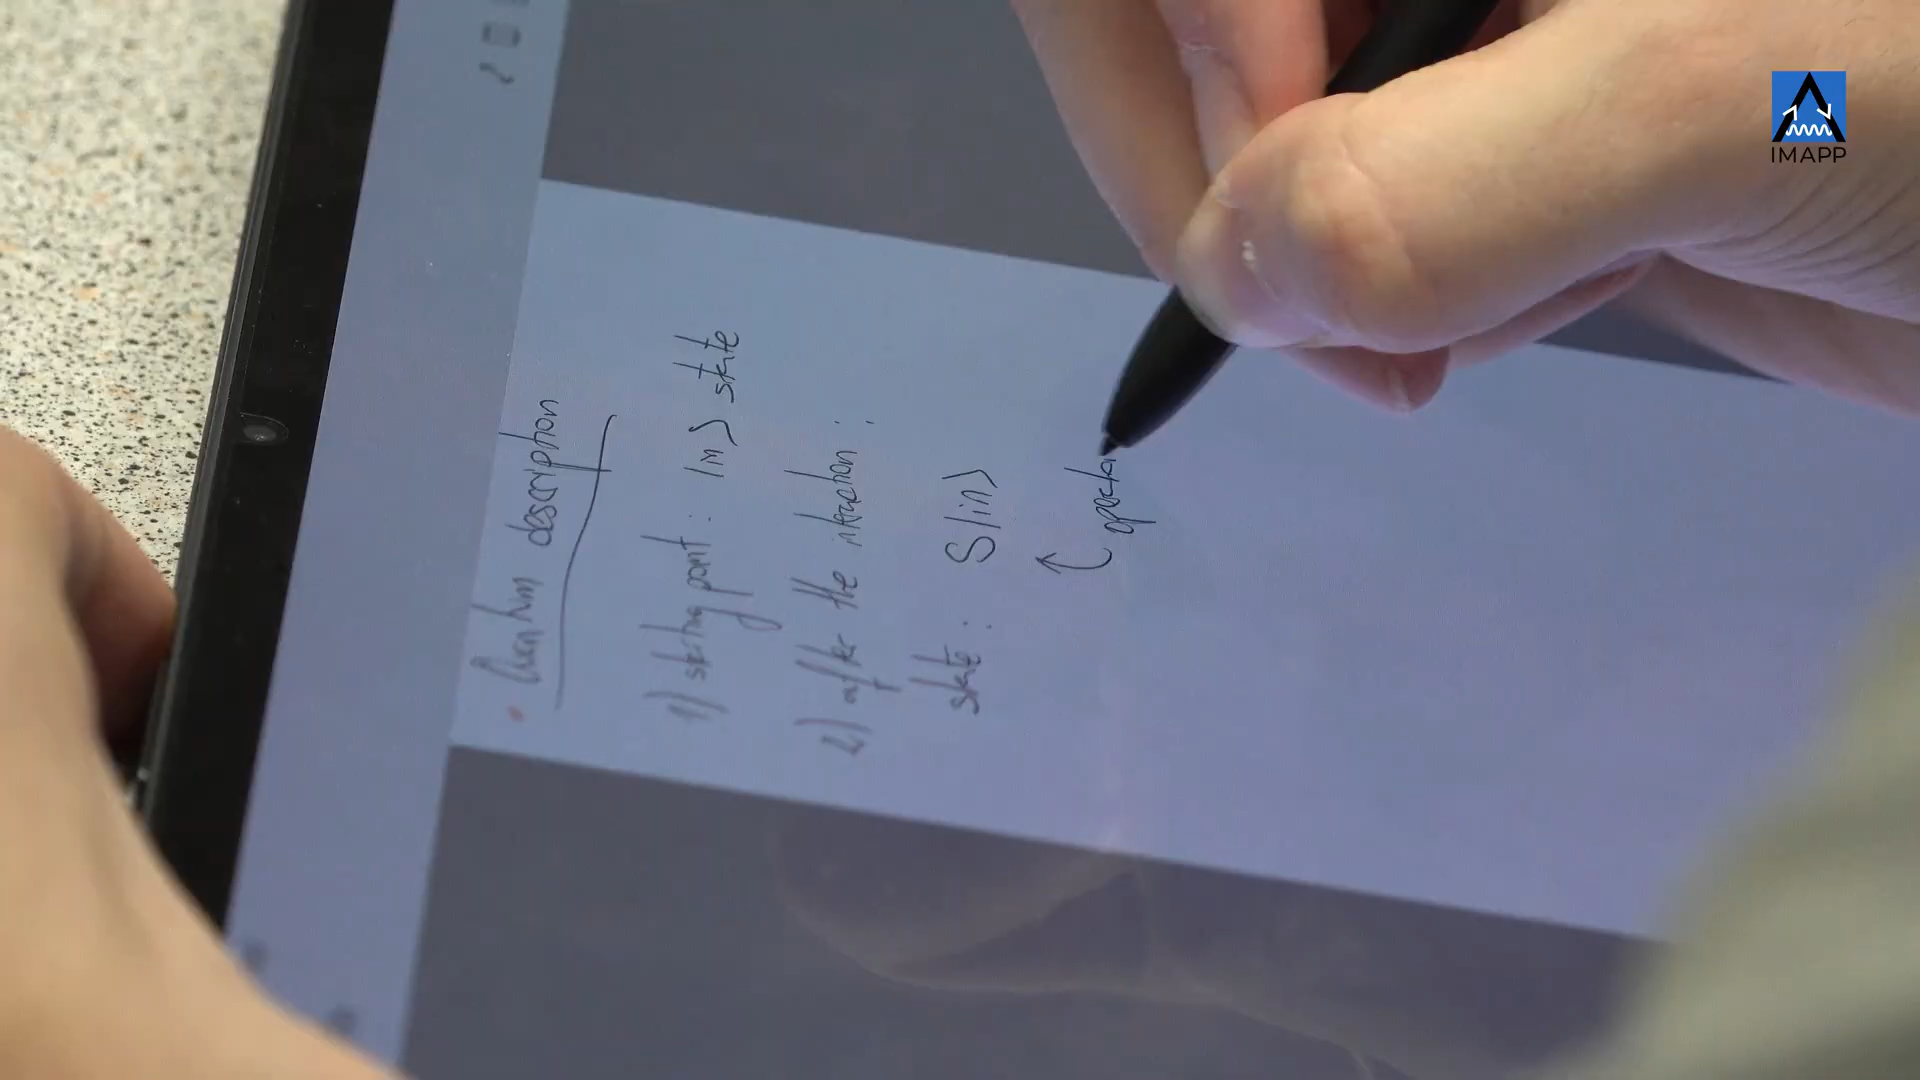 • Quantum description
1) starting point: |in> state
2) after the interaction:
state: S|in>
operator
IMAPP